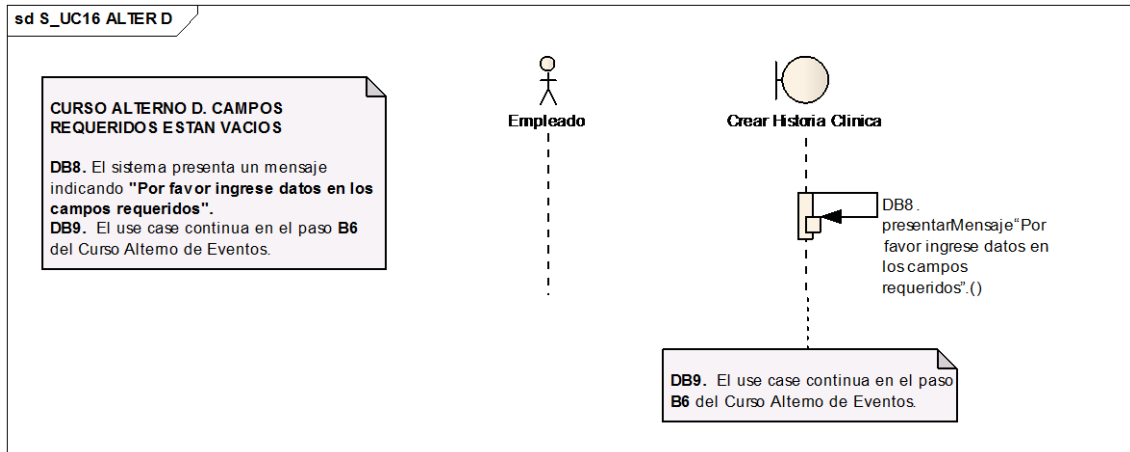 sd S_UC16 ALTER D
CURSO ALTERNO D. CAMPOS
REQUERIDOS ESTAN VACIOS
DB8. El sistema presenta un mensaje
indicando "Por favor ingrese datos en los
campos requeridos".
DB9. El use case continua en el paso B6
del Curso Alterno de Eventos.
Empleado
Crear Historia Clinica
DB8.
presentarMensaje“Por
favor ingrese datos en
los campos
requeridos”.()
DB9. El use case continua en el paso
B6 del Curso Alterno de Eventos.